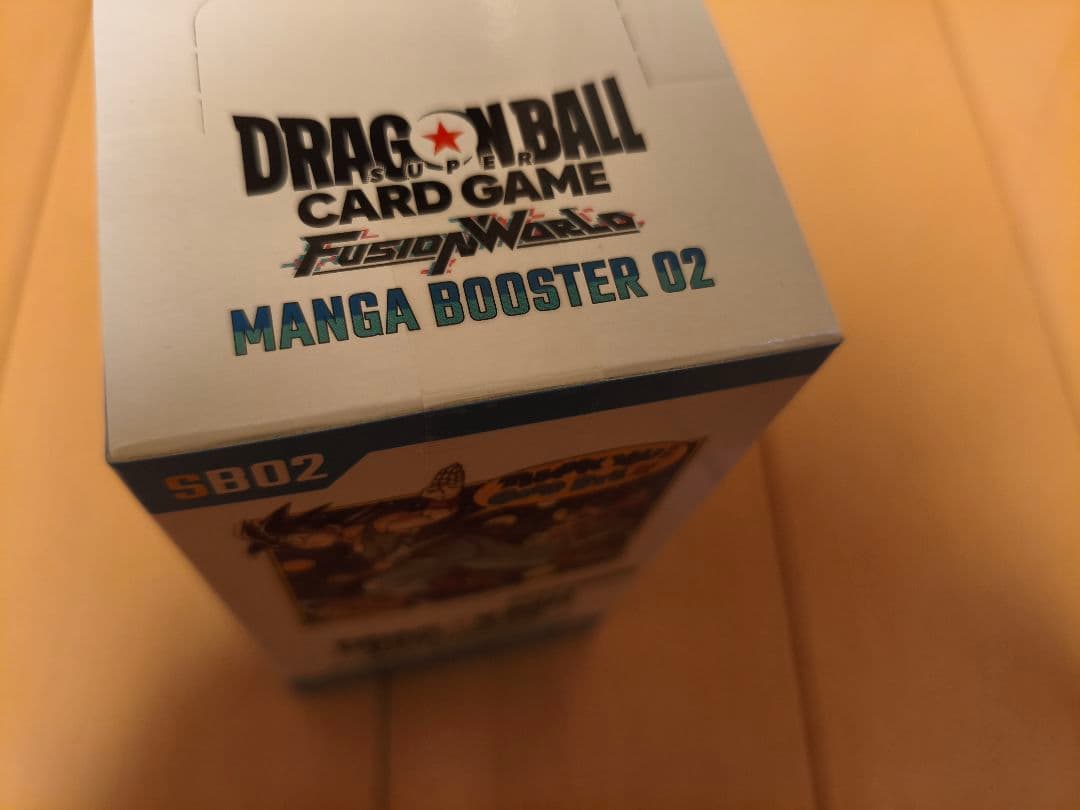 DRAGON BALL
SUPER
CARD GAME
FUSION WORLD
MANGA BOOSTER 02
SB02